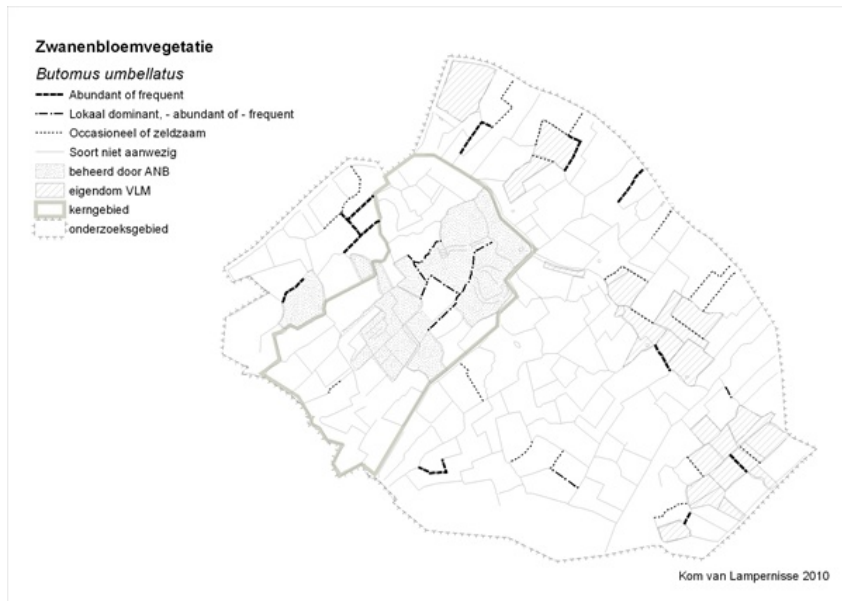 Zwanenbloemvegetatie
Butomus umbellatus
Abundant of frequent
Lokaal dominant, - abundant of - frequent
Occasioneel of zeldzaam
Soort niet aanwezig
beheerd door ANB
eigendom VLM
kerngebied
onderzoeksgebied
Kom van Lampernisse 2010